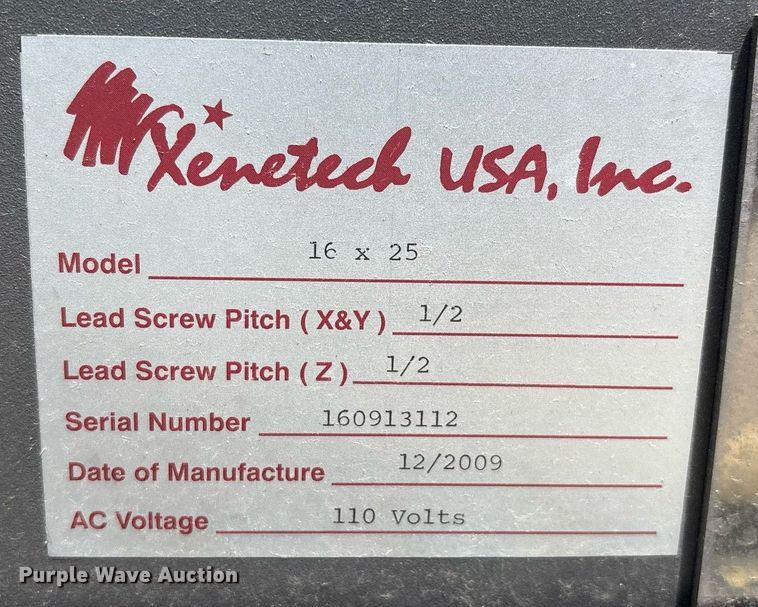 Xenetech USA, Inc.
Model 16 x 25
Lead Screw Pitch ( X&Y ) 1/2
Lead Screw Pitch ( Z ) 1/2
Serial Number 160913112
Date of Manufacture 12/2009
AC Voltage 110 Volts
Purple Wave Auction